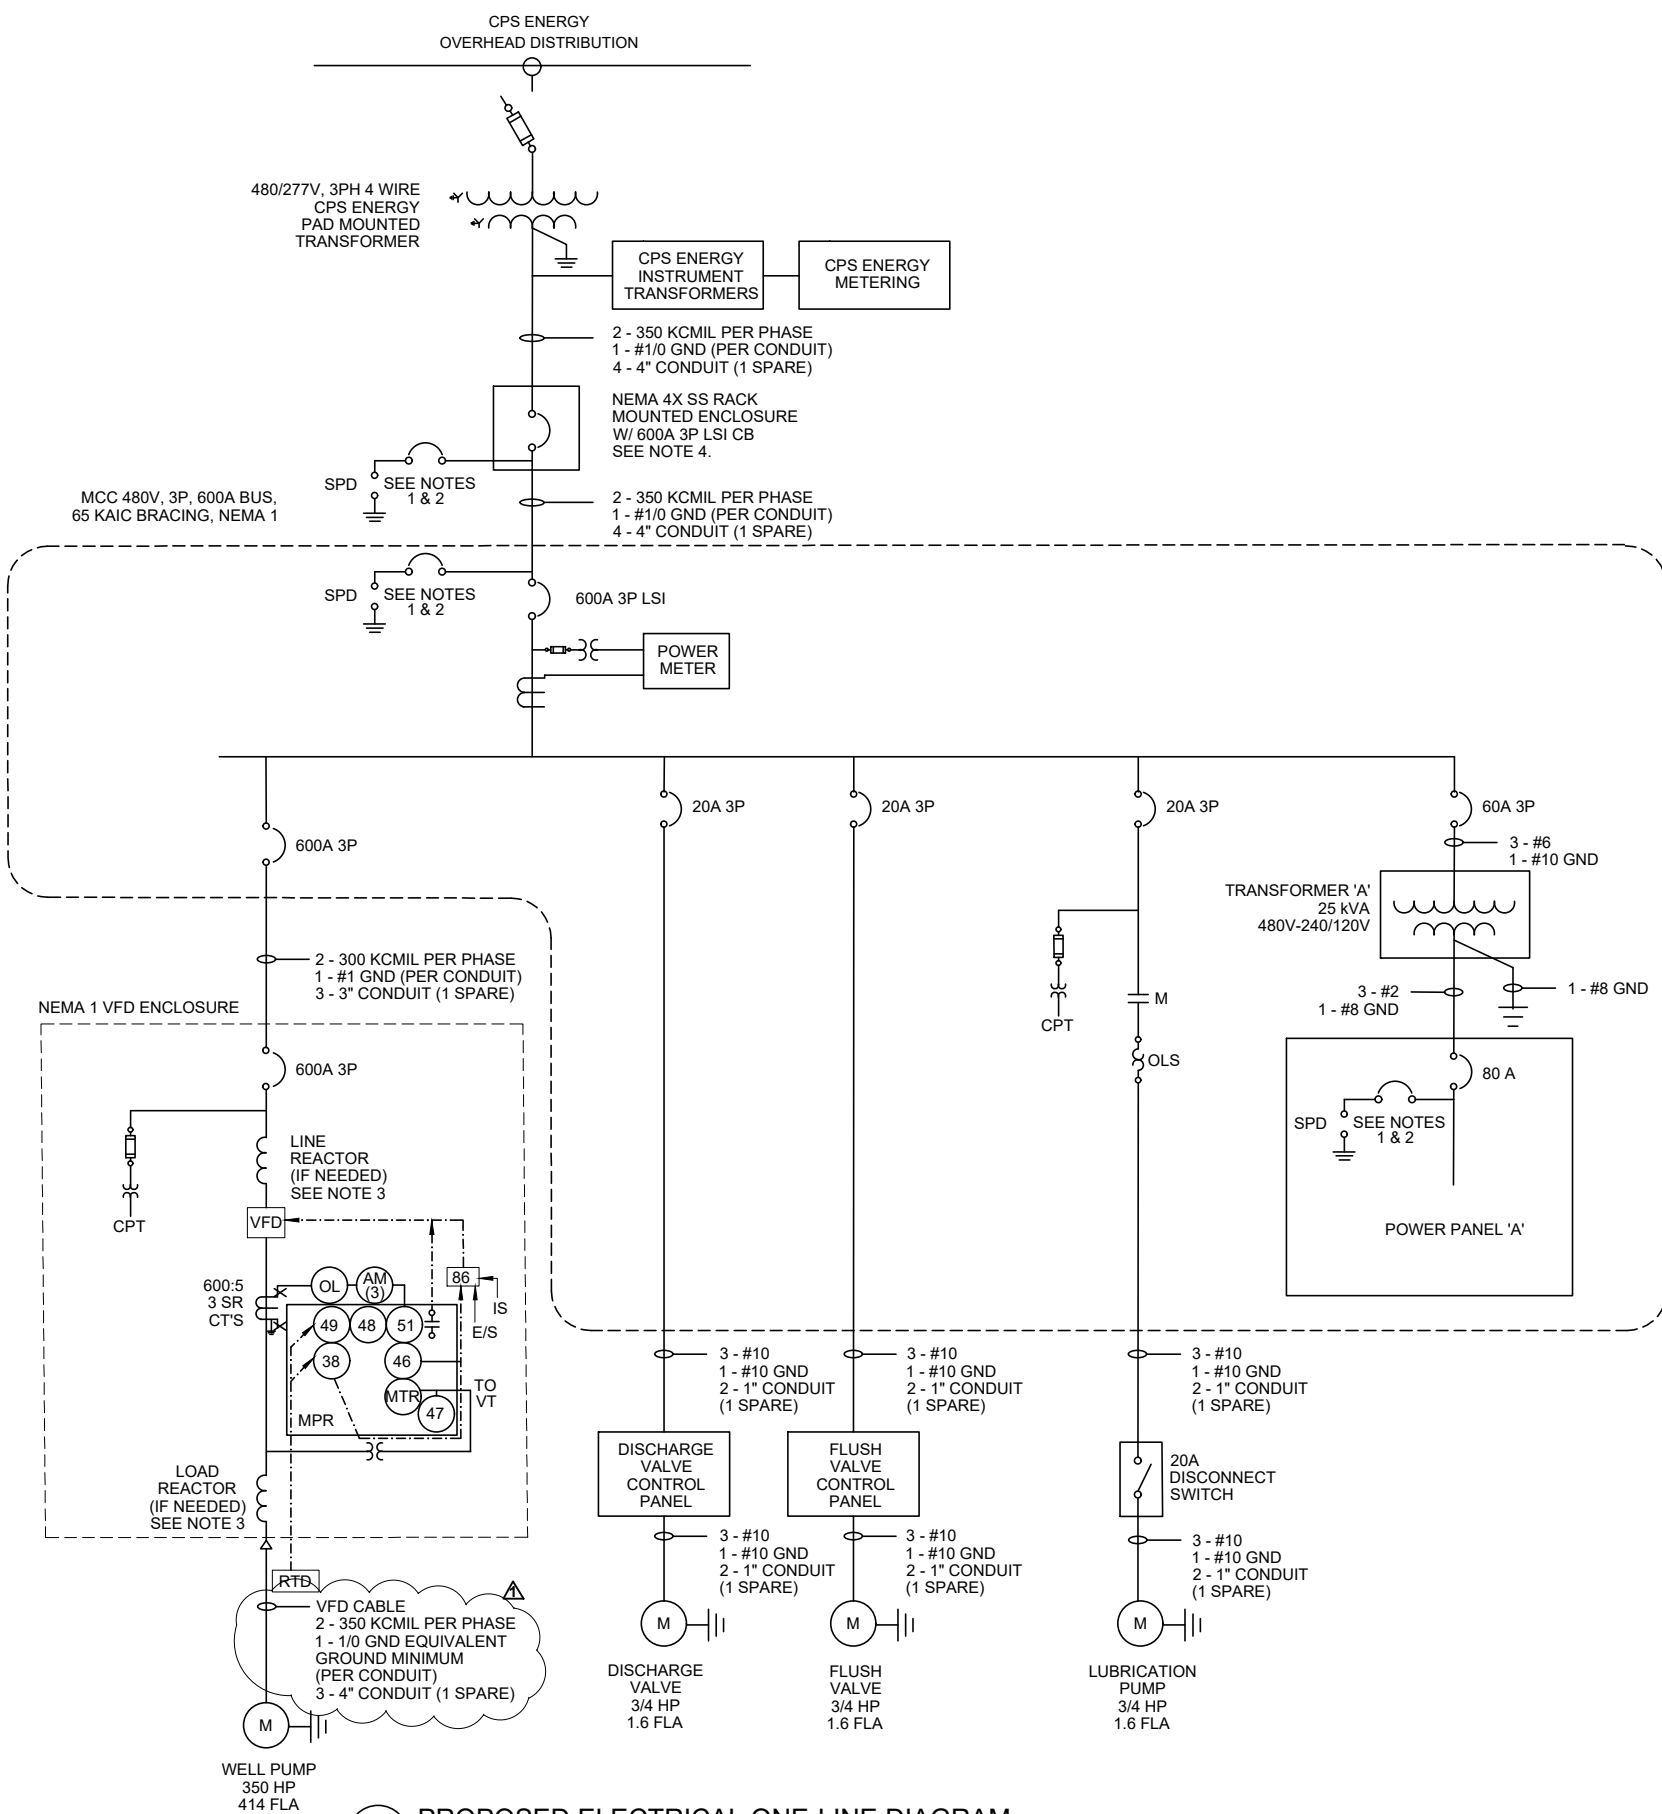 CPS ENERGY
OVERHEAD DISTRIBUTION
480/277V, 3PH 4 WIRE
CPS ENERGY
PAD MOUNTED
TRANSFORMER
CPS ENERGY
INSTRUMENT
TRANSFORMERS
CPS ENERGY
METERING
2 - 350 KCMIL PER PHASE
1 - #1/0 GND (PER CONDUIT)
4 - 4" CONDUIT (1 SPARE)
NEMA 4X SS RACK
MOUNTED ENCLOSURE
W/ 600A 3P LSI CB
SEE NOTE 4.
SPD
SEE NOTES
1 & 2
MCC 480V, 3P, 600A BUS,
65 KAIC BRACING, NEMA 1
2 - 350 KCMIL PER PHASE
1 - #1/0 GND (PER CONDUIT)
4 - 4" CONDUIT (1 SPARE)
SPD
SEE NOTES
1 & 2
600A 3P LSI
POWER
METER
600A 3P
20A 3P
20A 3P
20A 3P
60A 3P
3 - #6
1 - #10 GND
TRANSFORMER 'A'
25 kVA
480V-240/120V
2 - 300 KCMIL PER PHASE
1 - #1 GND (PER CONDUIT)
3 - 3" CONDUIT (1 SPARE)
CPT
M
OLS
3 - #2
1 - #8 GND
1 - #8 GND
NEMA 1 VFD ENCLOSURE
600A 3P
80 A
SPD
SEE NOTES
1 & 2
POWER PANEL 'A'
LINE
REACTOR
(IF NEEDED)
SEE NOTE 3
CPT
VFD
600:5
3 SR
CT'S
OL
AM
(3)
86
IS
E/S
49
48
51
38
46
MTR
47
TO
VT
MPR
LOAD
REACTOR
(IF NEEDED)
SEE NOTE 3
RTD
1
VFD CABLE
2 - 350 KCMIL PER PHASE
1 - 1/0 GND EQUIVALENT
GROUND MINIMUM
(PER CONDUIT)
3 - 4" CONDUIT (1 SPARE)
M
WELL PUMP
350 HP
414 FLA
3 - #10
1 - #10 GND
2 - 1" CONDUIT
(1 SPARE)
DISCHARGE
VALVE
CONTROL
PANEL
3 - #10
1 - #10 GND
2 - 1" CONDUIT
(1 SPARE)
M
DISCHARGE
VALVE
3/4 HP
1.6 FLA
3 - #10
1 - #10 GND
2 - 1" CONDUIT
(1 SPARE)
FLUSH
VALVE
CONTROL
PANEL
3 - #10
1 - #10 GND
2 - 1" CONDUIT
(1 SPARE)
M
FLUSH
VALVE
3/4 HP
1.6 FLA
3 - #10
1 - #10 GND
2 - 1" CONDUIT
(1 SPARE)
20A
DISCONNECT
SWITCH
3 - #10
1 - #10 GND
2 - 1" CONDUIT
(1 SPARE)
M
LUBRICATION
PUMP
3/4 HP
1.6 FLA
PROPOSED ELECTRICAL ONE-LINE DIAGRAM